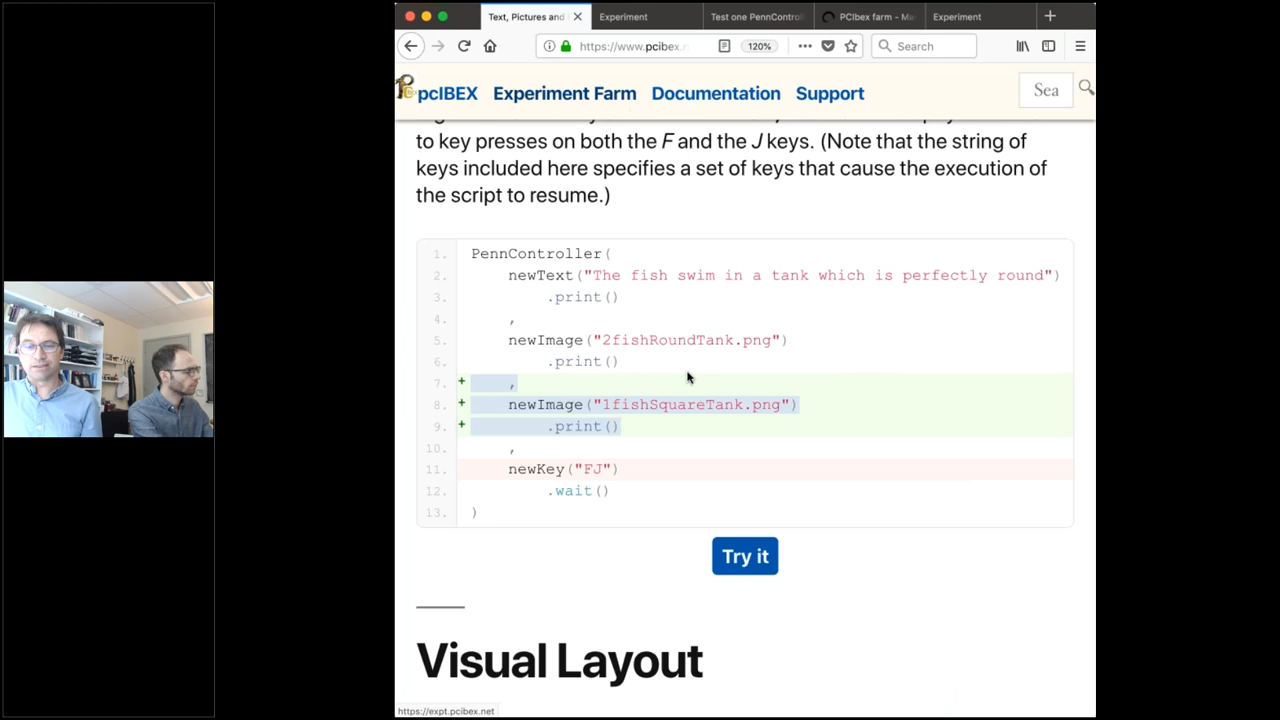 Text, Pictures and
Experiment
Test one PennControl
PCIbex farm - Ma
Experiment
https://www.pcibex.n
120%
Search
pcIBEX
Experiment Farm
Documentation
Support
Sea
to key presses on both the F and the J keys. (Note that the string of
keys included here specifies a set of keys that cause the execution of
the script to resume.)
1. PennController(
2. newText("The fish swim in a tank which is perfectly round")
3. .print()
4. ,
5. newImage("2fishRoundTank.png")
6. .print()
7. + ,
8. + newImage("1fishSquareTank.png")
9. + .print()
10. ,
11. newKey("FJ")
12. .wait()
13. )
Try it
Visual Layout
https://expt.pcibex.net